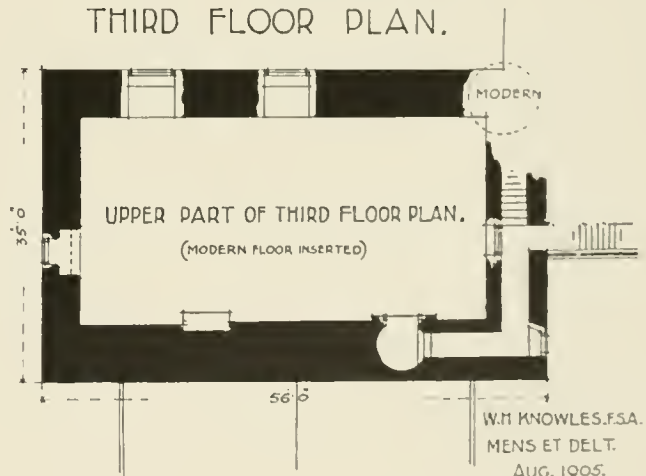 THIRD FLOOR PLAN.
MODERN
35'·0"
UPPER PART OF THIRD FLOOR PLAN.
(MODERN FLOOR INSERTED)
56'·0"
W.H KNOWLES.F.S.A.
MENS ET DELT.
AUG. 1905.